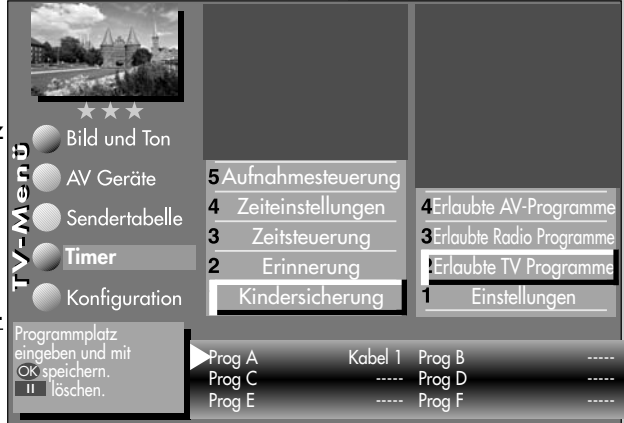 TV-Menü
Bild und Ton
AV Geräte
Sendertabelle
Timer
Konfiguration
5 Aufnahmesteuerung
4 Zeiteinstellungen
3 Zeitsteuerung
2 Erinnerung
Kindersicherung
4 Erlaubte AV-Programme
3 Erlaubte Radio Programme
2 Erlaubte TV Programme
1 Einstellungen
Programmplatz
eingeben und mit
OK speichern.
II löschen.
Prog A Kabel 1 Prog B -----
Prog C ----- Prog D -----
Prog E ----- Prog F -----